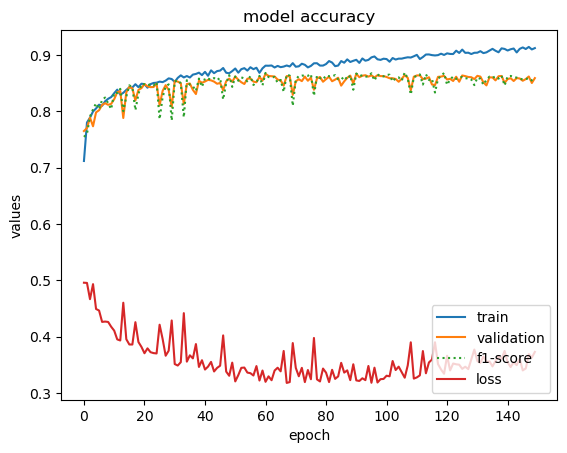 model accuracy
values
0.9
0.8
0.7
0.6
0.5
0.4
0.3
train
validation
f1-score
loss
0 20 40 60 80 100 120 140
epoch